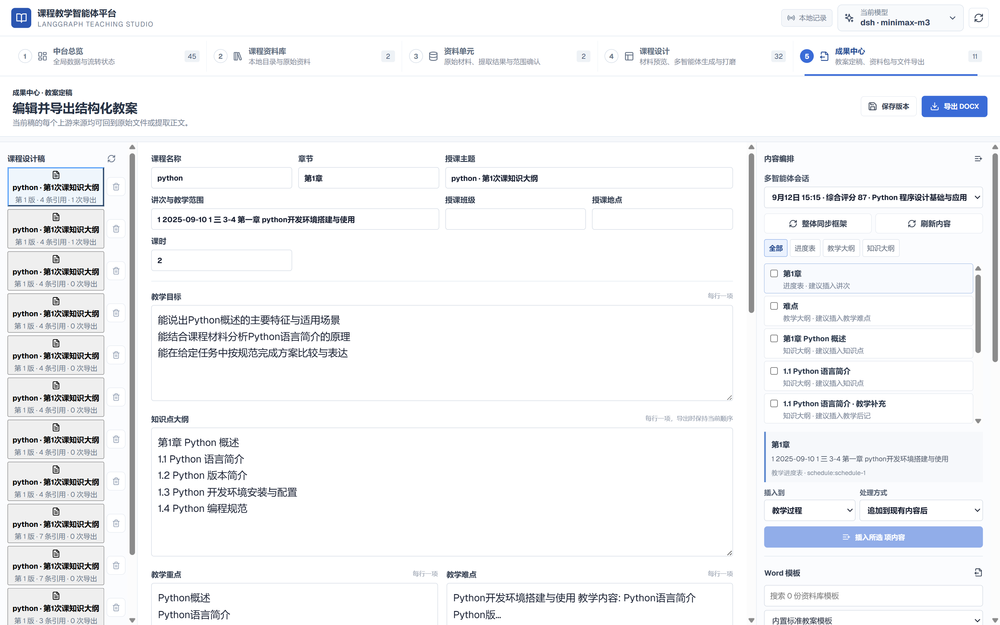 课程教学智能体平台
LANGGRAPH TEACHING STUDIO
本地记录
当前模型
dsh · minimax-m3
1
中台总览
全局数据与流转状态
45
2
课程资料库
本地目录与原始资料
2
3
资料单元
原始材料、提取结果与范围确认
2
4
课程设计
材料预览、多智能体生成与打磨
32
5
成果中心
教案定稿、资料包与文件导出
11
成果中心 · 教案定稿
编辑并导出结构化教案
当前稿的每个上游来源均可回到原始文件或提取正文。
保存版本
导出 DOCX
课程设计稿
python · 第1次课知识大纲
第 1 版 · 4 条引用 · 1 次导出
python · 第1次课知识大纲
第 1 版 · 4 条引用 · 1 次导出
python · 第1次课知识大纲
第 1 版 · 4 条引用 · 0 次导出
python · 第1次课知识大纲
第 1 版 · 4 条引用 · 0 次导出
python · 第1次课知识大纲
第 1 版 · 4 条引用 · 0 次导出
python · 第1次课知识大纲
第 1 版 · 4 条引用 · 0 次导出
python · 第1次课知识大纲
第 1 版 · 4 条引用 · 0 次导出
python · 第1次课知识大纲
第 1 版 · 4 条引用 · 0 次导出
python · 第1次课知识大纲
第 1 版 · 7 条引用 · 0 次导出
python · 第1次课知识大纲
第 1 版 · 7 条引用 · 0 次导出
python · 第1次课知识大纲
第 1 版 · 3 条引用 · 0 次导出
课程名称
python
章节
第1章
授课主题
python · 第1次课知识大纲
讲次与教学范围
1 2025-09-10 1 三 3-4 第一章 python开发环境搭建与使用
授课班级
授课地点
课时
2
教学目标
每行一项
能说出Python概述的主要特征与适用场景
能结合课程材料分析Python语言简介的原理
能在给定任务中按规范完成方案比较与表达
知识点大纲
每行一项，导出时保持当前顺序
第1章 Python 概述
1.1 Python 语言简介
1.2 Python 版本简介
1.3 Python 开发环境安装与配置
1.4 Python 编程规范
教学重点
每行一项
Python概述
Python语言简介
教学难点
每行一项
Python开发环境搭建与使用 教学内容: Python语言简介
Python版...
内容编排
多智能体会话
9月12日 15:15 · 综合评分 87 · Python 程序设计基础与应用
整体同步框架
刷新内容
全部
进度表
教学大纲
知识大纲
第1章
进度表 · 建议插入讲次
难点
教学大纲 · 建议插入教学难点
第1章 Python 概述
知识大纲 · 建议插入知识点
1.1 Python 语言简介
知识大纲 · 建议插入知识点
1.1 Python 语言简介 · 教学补充
知识大纲 · 建议插入教学后记
第1章
1 2025-09-10 1 三 3-4 第一章 python开发环境搭建与使用
教学进度表 · schedule:schedule-1
插入到
教学过程
处理方式
追加到现有内容后
插入所选 项内容
Word 模板
搜索 0 份资料库模板
内置标准教案模板